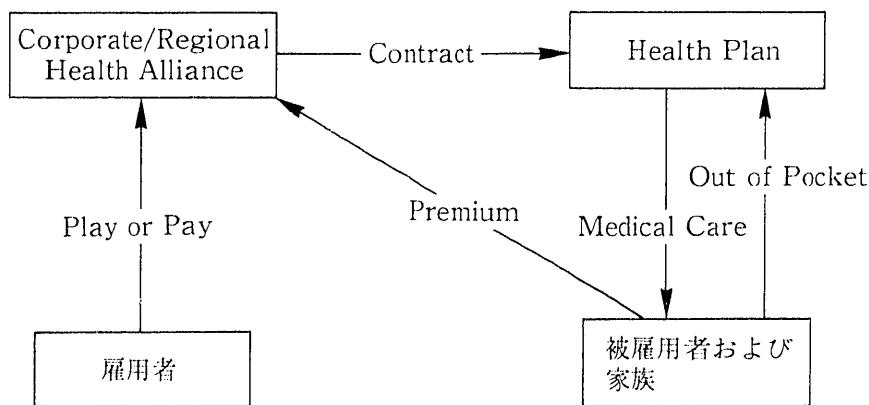 Corporate/Regional
Health Alliance
Contract
Health Plan
Out of Pocket
Premium
Play or Pay
Medical Care
雇用者
被雇用者および
家族